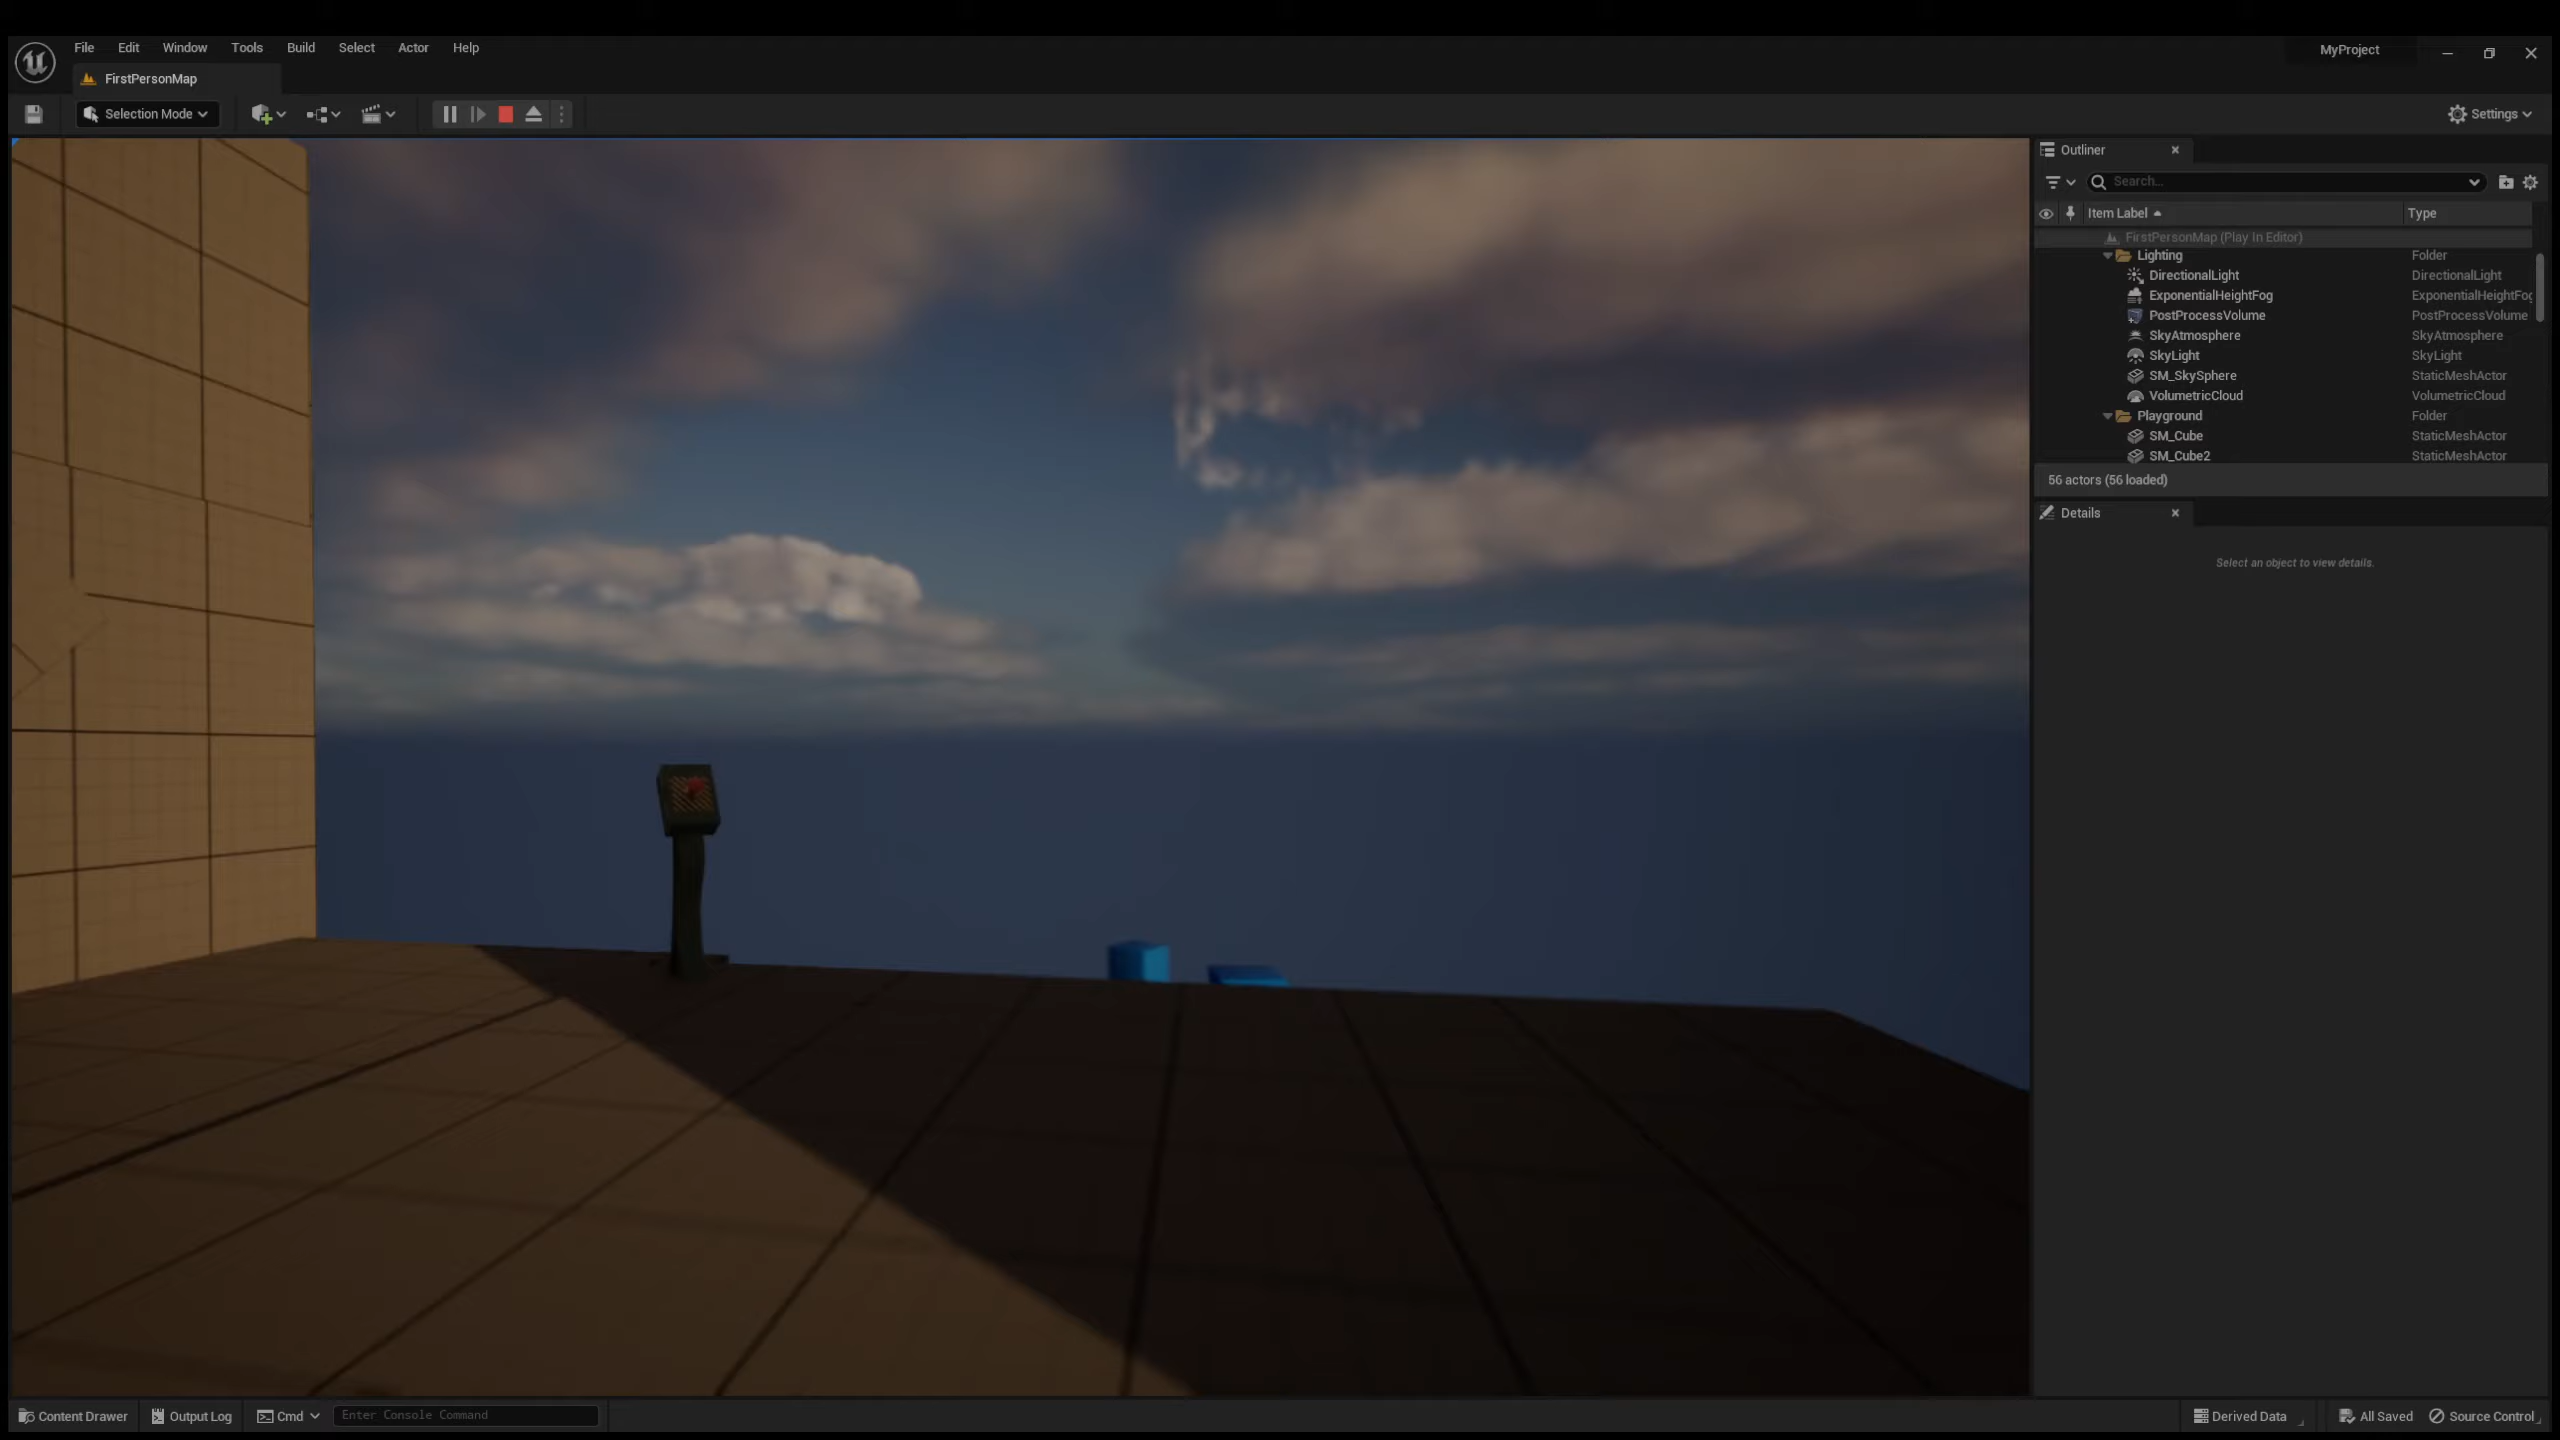 File Edit Window Tools Build Select Actor Help
MyProject
FirstPersonMap
Selection Mode
Settings
Outliner
Search...
Item Label Type
FirstPersonMap (Play In Editor)
Lighting Folder
DirectionalLight DirectionalLight
ExponentialHeightFog ExponentialHeightFog
PostProcessVolume PostProcessVolume
SkyAtmosphere SkyAtmosphere
SkyLight SkyLight
SM_SkySphere StaticMeshActor
VolumetricCloud VolumetricCloud
Playground Folder
SM_Cube StaticMeshActor
SM_Cube2 StaticMeshActor
56 actors (56 loaded)
Details
Select an object to view details.
Content Drawer Output Log Cmd Enter Console Command Derived Data All Saved Source Control